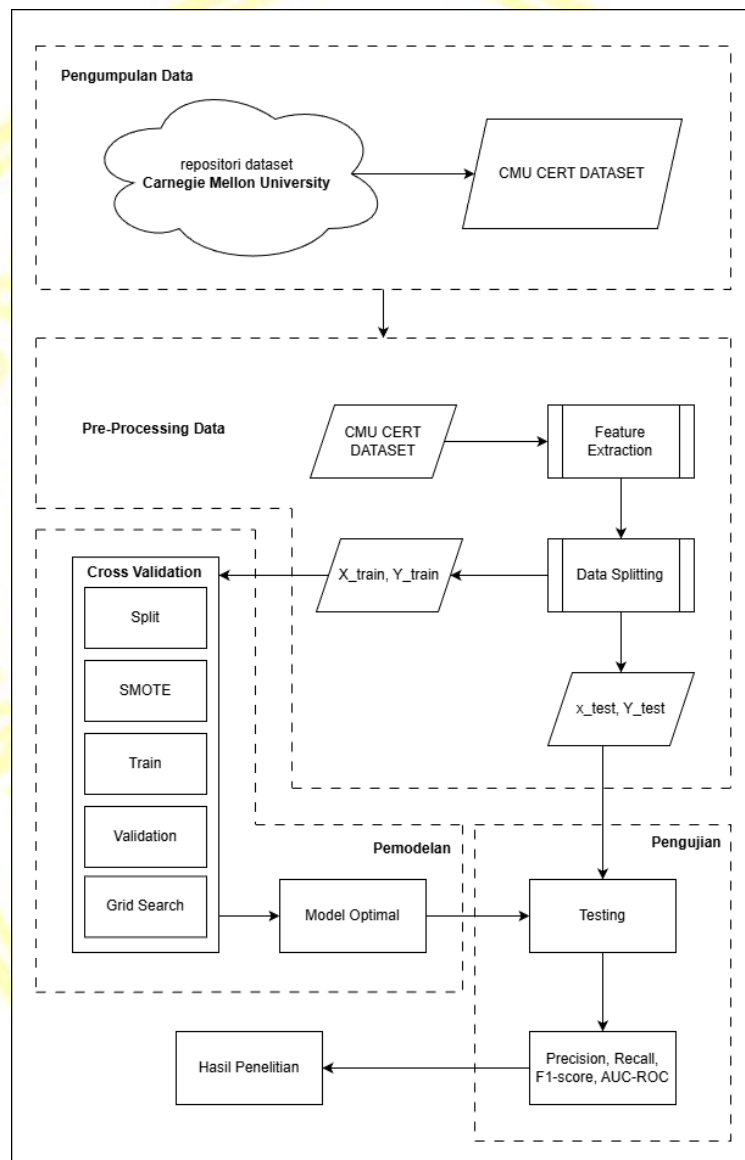 Pengumpulan Data
repositori dataset
Carnegie Mellon University
CMU CERT DATASET
Pre-Processing Data
CMU CERT
DATASET
Feature
Extraction
Data Splitting
X_train, Y_train
x_test, Y_test
Cross Validation
Split
SMOTE
Train
Validation
Grid Search
Pemodelan
Model Optimal
Pengujian
Testing
Precision, Recall,
F1-score, AUC-ROC
Hasil Penelitian